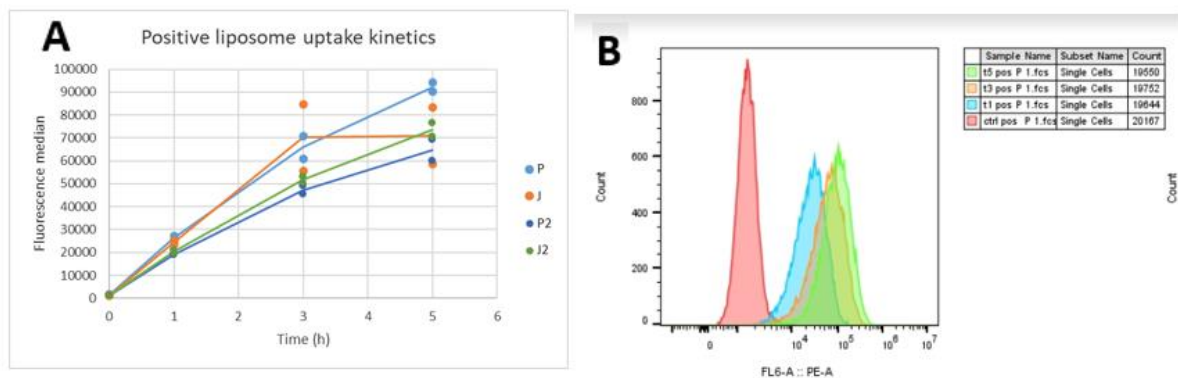 A
Positive liposome uptake kinetics
100000
90000
80000
70000
60000
50000
40000
30000
20000
10000
0
Fluorescence median
0 1 2 3 4 5 6
Time (h)
P
J
P2
J2
B
800
600
400
200
0
Count
0 10^4 10^5 10^6 10^7
FL6-A :: PE-A
Sample Name Subset Name Count
t5 pos P 1.fcs Single Cells 19550
t3 pos P 1.fcs Single Cells 19752
t1 pos P 1.fcs Single Cells 19644
ctrl pos P 1.fcs Single Cells 20167
Count